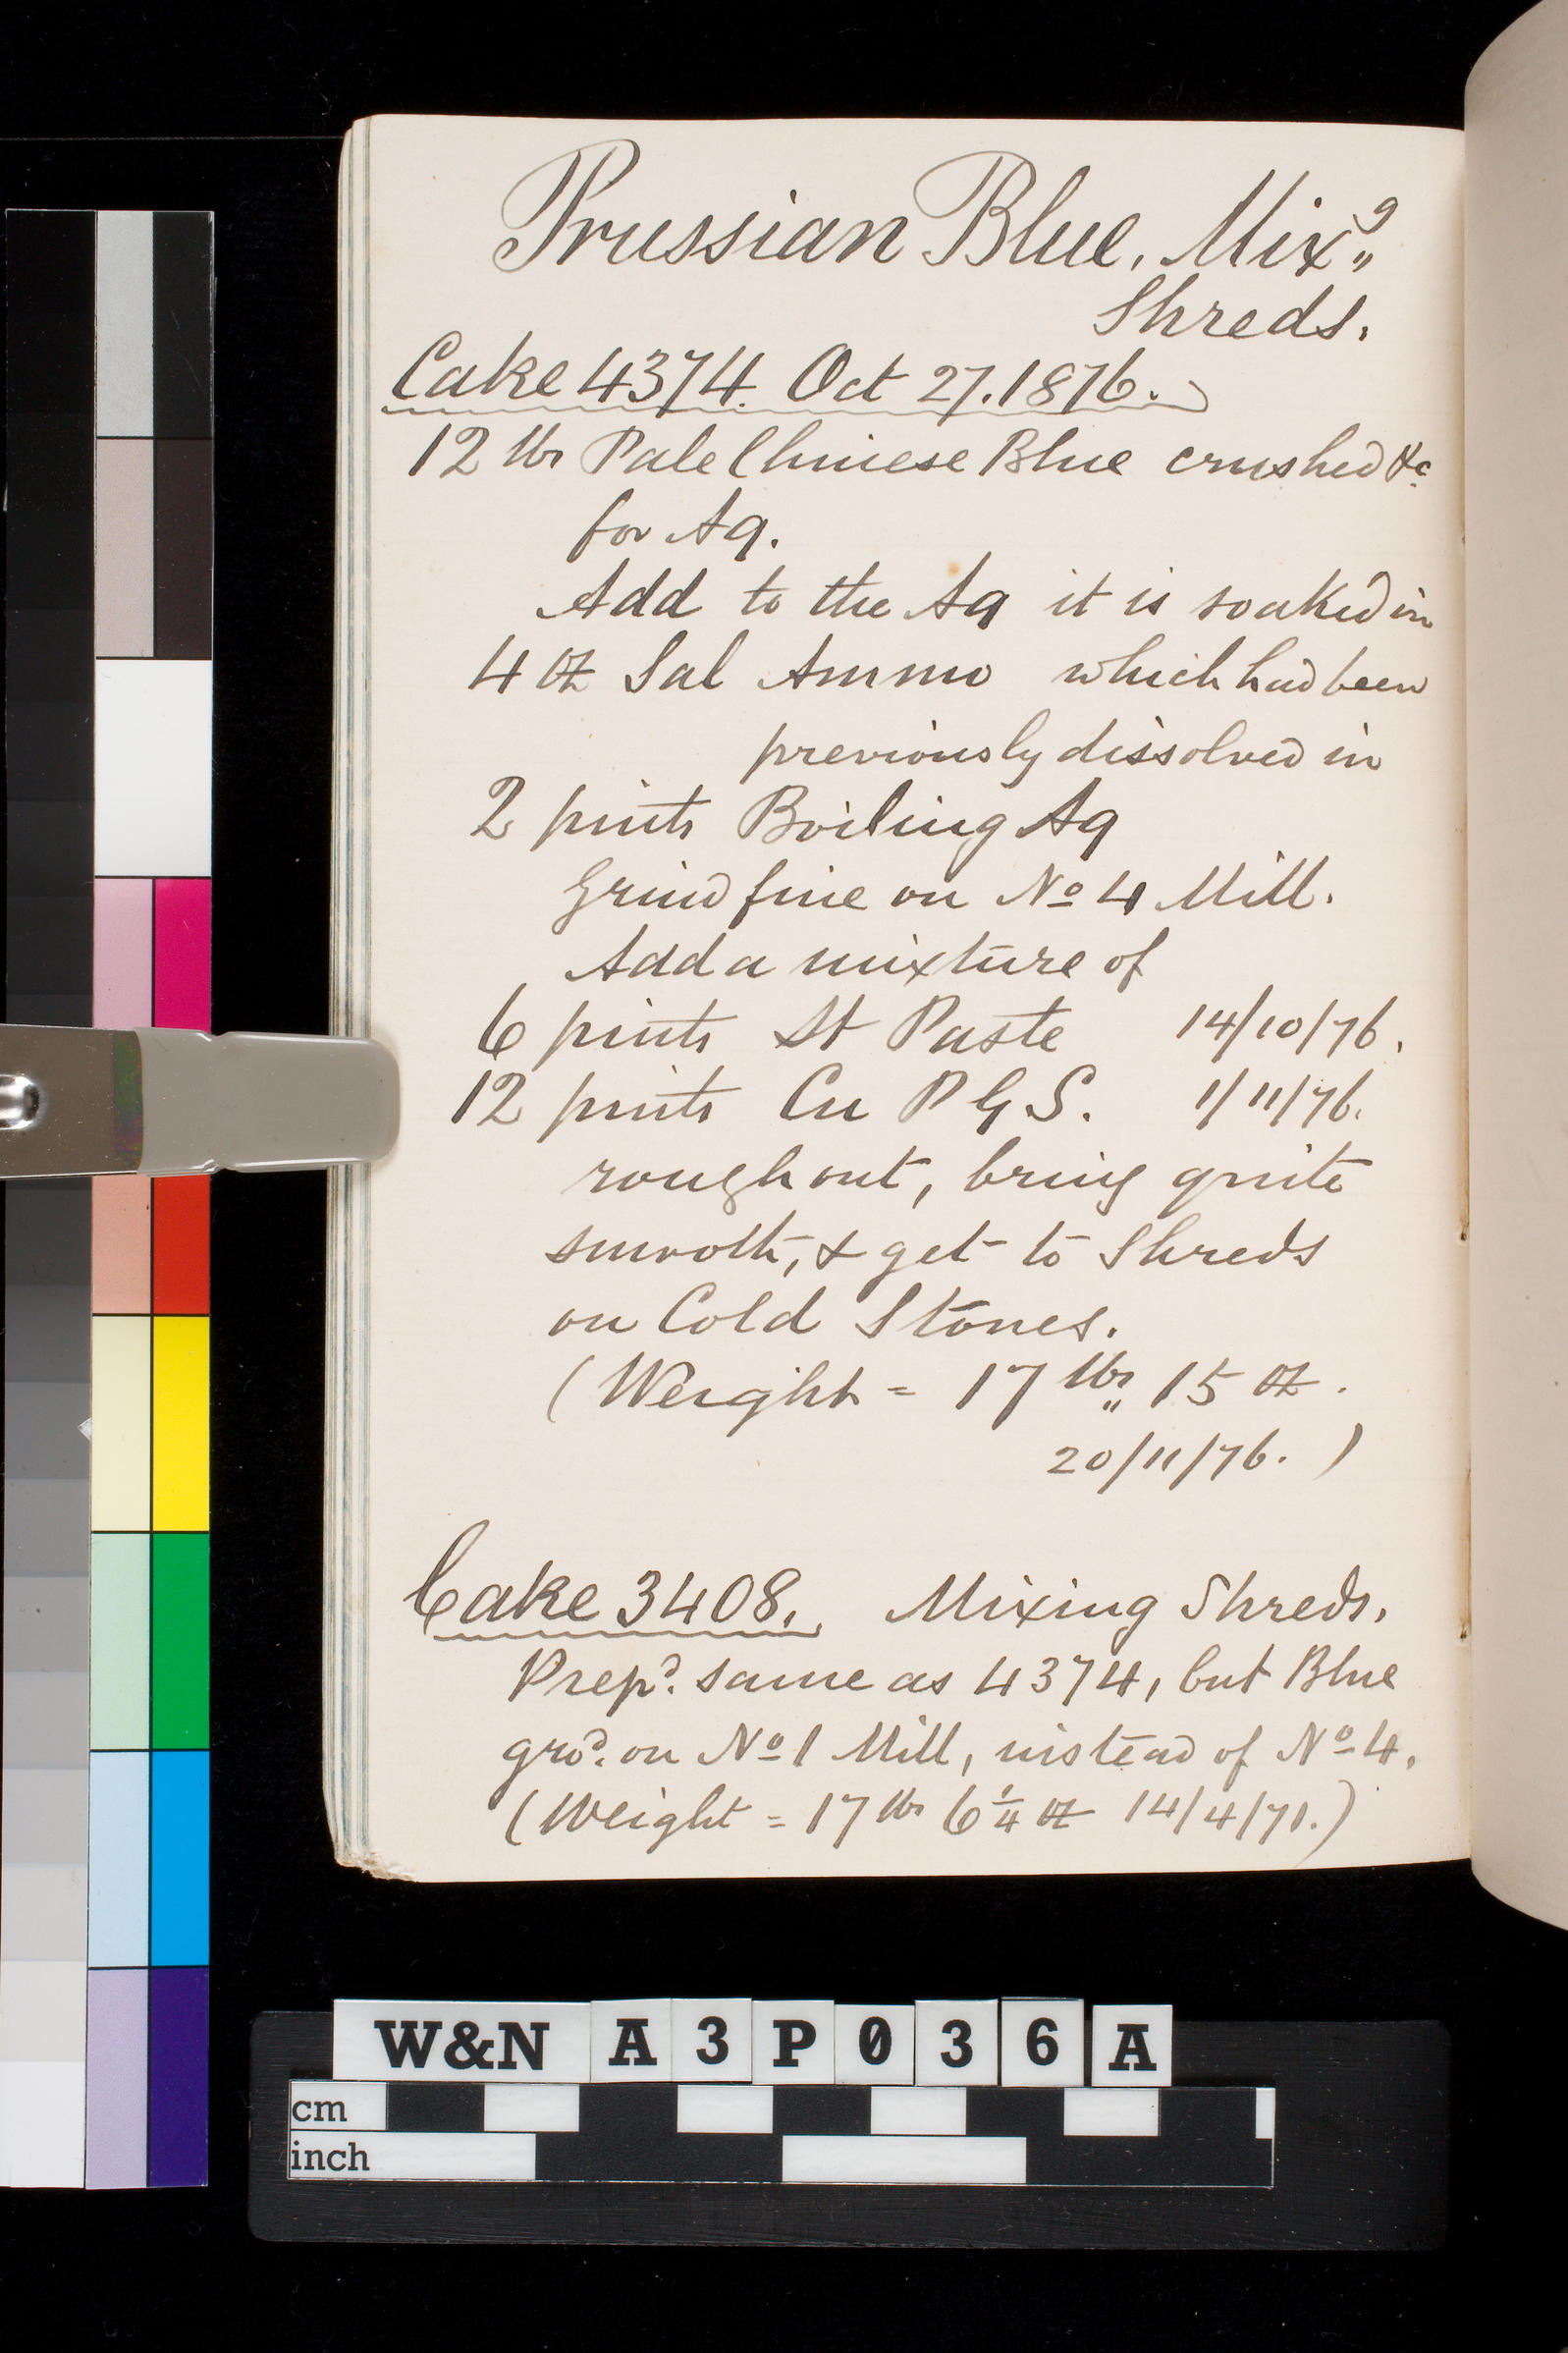 Prussian Blue, Mixg
Shreds.
Cake 4374. Oct 27. 1876.
12 lbs Pale Chinese Blue crushed &c
for Aq.
Add to the Aq it is soaked in
4 oz Sal Ammo which had been
previously dissolved in
2 pints Boiling Aq
Grind fine on No 4 Mill.
Add a mixture of
6 pints St Paste 14/10/76.
12 pints Cu P G S. 1/11/76.
rough out, bring quite
smooth, & get to Shreds
on Cold Stones.
(Weight = 17 lbs 15 oz.
20/11/76. )
Cake 3408. Mixing Shreds.
Prepd. same as 4374, but Blue
grod. on No 1 Mill, instead of No 4.
(Weight = 17 lbs 6 1/4 oz 14/4/71.)
W&N A3P036A
cm
inch